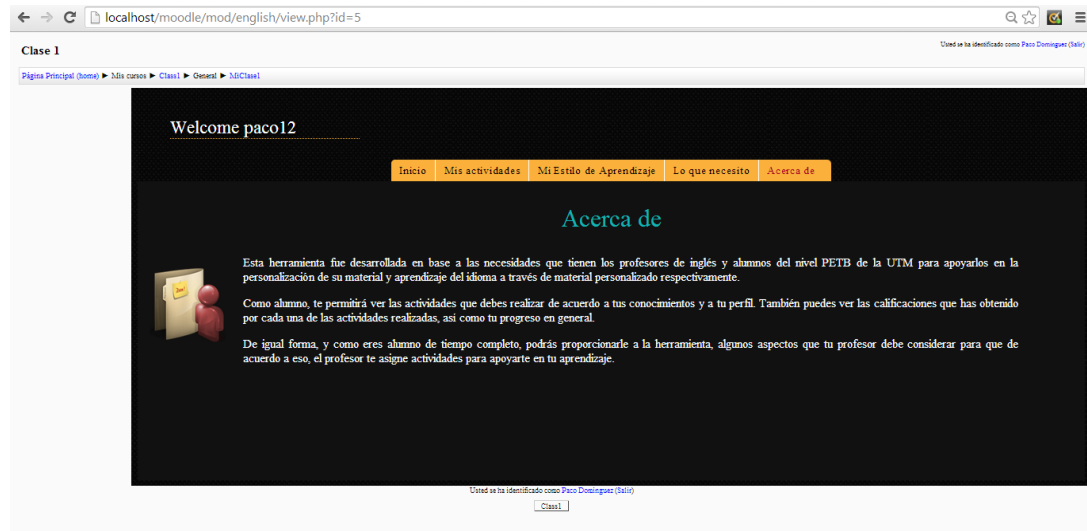 localhost/moodle/mod/english/view.php?id=5
Clase 1
Usted se ha identificado como Paco Dominguez (Salir)
Página Principal (home) ► Mis cursos ► Class1 ► General ► MiClase1
Welcome paco12
Inicio Mis actividades Mi Estilo de Aprendizaje Lo que necesito Acerca de
Acerca de
Esta herramienta fue desarrollada en base a las necesidades que tienen los profesores de inglés y alumnos del nivel PETB de la UTM para apoyarlos en la
personalización de su material y aprendizaje del idioma a través de material personalizado respectivamente.
Como alumno, te permitirá ver las actividades que debes realizar de acuerdo a tus conocimientos y a tu perfil. También puedes ver las calificaciones que has obtenido
por cada una de las actividades realizadas, así como tu progreso en general.
De igual forma, y como eres alumno de tiempo completo, podrás proporcionarle a la herramienta, algunos aspectos que tu profesor debe considerar para que de
acuerdo a eso, el profesor te asigne actividades para apoyarte en tu aprendizaje.
Usted se ha identificado como Paco Dominguez (Salir)
Class1